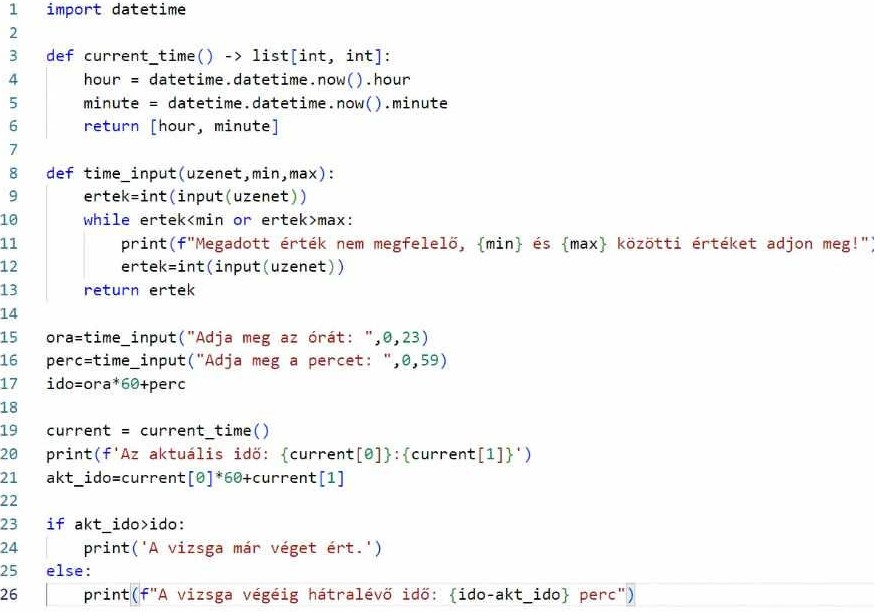 1 import datetime
2
3 def current_time() -> list[int, int]:
4     hour = datetime.datetime.now().hour
5     minute = datetime.datetime.now().minute
6     return [hour, minute]
7
8 def time_input(uzenet,min,max):
9     ertek=int(input(uzenet))
10     while ertek<min or ertek>max:
11         print(f"Megadott érték nem megfelelő, {min} és {max} közötti értéket adjon meg!")
12         ertek=int(input(uzenet))
13     return ertek
14
15 ora=time_input("Adja meg az órát: ",0,23)
16 perc=time_input("Adja meg a percet: ",0,59)
17 ido=ora*60+perc
18
19 current = current_time()
20 print(f'Az aktuális idő: {current[0]}:{current[1]}')
21 akt_ido=current[0]*60+current[1]
22
23 if akt_ido>ido:
24     print('A vizsga már véget ért.')
25 else:
26     print(f"A vizsga végéig hátralévő idő: {ido-akt_ido} perc")